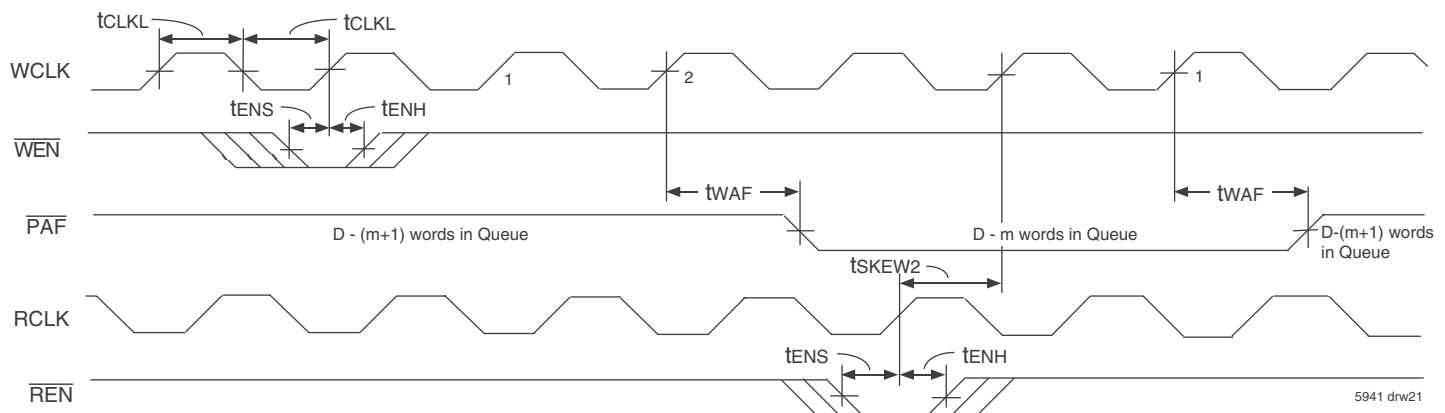 tCLKL tCLKL
WCLK 1 2 1
tENS tENH
WEN
tWAF tWAF
PAF D - (m+1) words in Queue D - m words in Queue D-(m+1) words
in Queue
tSKEW2
RCLK
tENS tENH
REN
5941 drw21